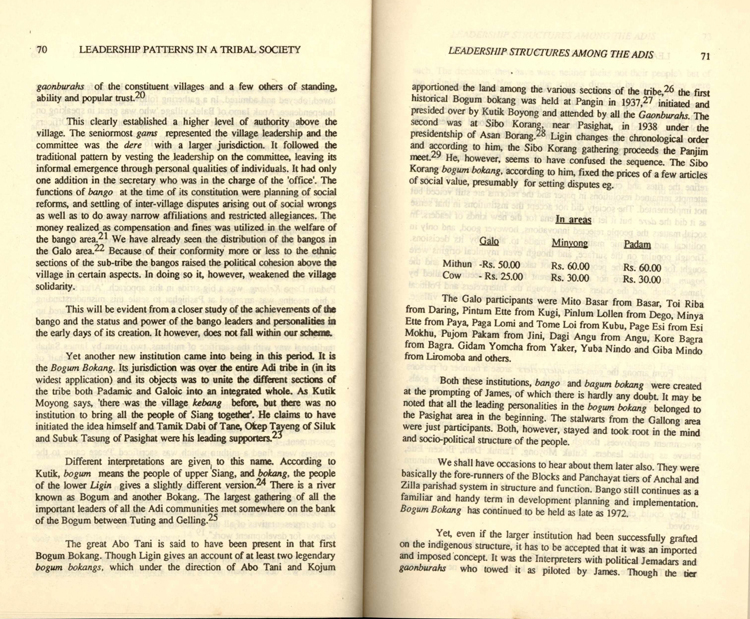 70 LEADERSHIP PATTERNS IN A TRIBAL SOCIETY
gaonburahs of the constituent villages and a few others of standing,
ability and popular trust.20
This clearly established a higher level of authority above the
village. The seniormost gams represented the village leadership and the
committee was the dere with a larger jurisdiction. It followed the
traditional pattern by vesting the leadership on the committee, leaving its
informal emergence through personal qualities of individuals. It had only
one addition in the secretary who was in the charge of the 'office'. The
functions of bango at the time of its constitution were planning of social
reforms, and settling of inter-village disputes arising out of social wrongs
as well as to do away narrow affiliations and restricted allegiances. The
money realized as compensation and fines was utilized in the welfare of
the bango area.21 We have already seen the distribution of the bangos in
the Galo area.22 Because of their conformity more or less to the ethnic
sections of the sub-tribe the bangos raised the political cohesion above the
village in certain aspects. In doing so it, however, weakened the village
solidarity.
This will be evident from a closer study of the achievements of the
bango and the status and power of the bango leaders and personalities in
the early days of its creation. It however, does not fall within our scheme.
Yet another new institution came into being in this period. It is
the Bogum Bokang. Its jurisdiction was over the entire Adi tribe in (in its
widest application) and its objects was to unite the different sections of
the tribe both Padamic and Galoic into an integrated whole. As Kutik
Moyong says, 'there was the village kebang before, but there was no
institution to bring all the people of Siang together'. He claims to have
initiated the idea himself and Tamik Dabi of Tane, Okep Tayeng of Siluk
and Subuk Tasung of Pasighat were his leading supporters.23
Different interpretations are given to this name. According to
Kutik, bogum means the people of upper Siang, and bokang, the people
of the lower Ligin gives a slightly different version.24 There is a river
known as Bogum and another Bokang. The largest gathering of all the
important leaders of all the Adi communities met somewhere on the bank
of the Bogum between Tuting and Gelling.25
The great Abo Tani is said to have been present in that first
Bogum Bokang. Though Ligin gives an account of at least two legendary
bogum bokangs, which under the direction of Abo Tani and Kojum
LEADERSHIP STRUCTURES AMONG THE ADIS 71
apportioned the land among the various sections of the tribe,26 the first
historical Bogum bokang was held at Pangin in 1937,27 initiated and
presided over by Kutik Boyong and attended by all the Gaonburahs. The
second was at Sibo Korang, near Pasighat, in 1938 under the
presidentship of Asan Borang.28 Ligin changes the chronological order
and according to him, the Sibo Korang gathering proceeds the Panjim
meet.29 He, however, seems to have confused the sequence. The Sibo
Korang bogum bokang, according to him, fixed the prices of a few articles
of social value, presumably for setting disputes eg.
In areas
Galo Minyong Padam
Mithun -Rs. 50.00 Rs. 60.00 Rs. 60.00
Cow - Rs. 25.00 Rs. 30.00 Rs. 30.00
The Galo participants were Mito Basar from Basar, Toi Riba
from Daring, Pintum Ette from Kugi, Pinlum Lollen from Dego, Minya
Ette from Paya, Paga Lomi and Tome Loi from Kubu, Page Esi from Esi
Mokhu, Pujom Pakam from Jini, Dagi Angu from Angu, Kore Bagra
from Bagra. Gidam Yomcha from Yaker, Yuba Nindo and Giba Mindo
from Liromoba and others.
Both these institutions, bango and bagum bokang were created
at the prompting of James, of which there is hardly any doubt. It may be
noted that all the leading personalities in the bogum bokang belonged to
the Pasighat area in the beginning. The stalwarts from the Gallong area
were just participants. Both, however, stayed and took root in the mind
and socio-political structure of the people.
We shall have occasions to hear about them later also. They were
basically the fore-runners of the Blocks and Panchayat tiers of Anchal and
Zilla parishad system in structure and function. Bango still continues as a
familiar and handy term in development planning and implementation.
Bogum Bokang has continued to be held as late as 1972.
Yet, even if the larger institution had been successfully grafted
on the indigenous structure, it has to be accepted that it was an imported
and imposed concept. It was the Interpreters with political Jemadars and
gaonburahs who towed it as piloted by James. Though the tier